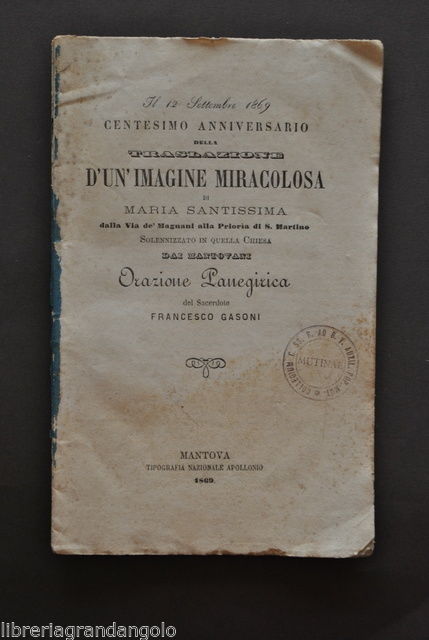 Il 12 Settembre 1869
CENTESIMO ANNIVERSARIO
DELLA
TRASLAZIONE
D'UN'IMAGINE MIRACOLOSA
DI
MARIA SANTISSIMA
dalla Via de' Magnani alla Prioria di S. Martino
SOLENNIZZATO IN QUELLA CHIESA
DAI MANTOVANI
Orazione Panegirica
del Sacerdote
FRANCESCO GASONI
MUTINAE
MANTOVA
TIPOGRAFIA NAZIONALE APOLLONIO
1869
libreriagrandangolo